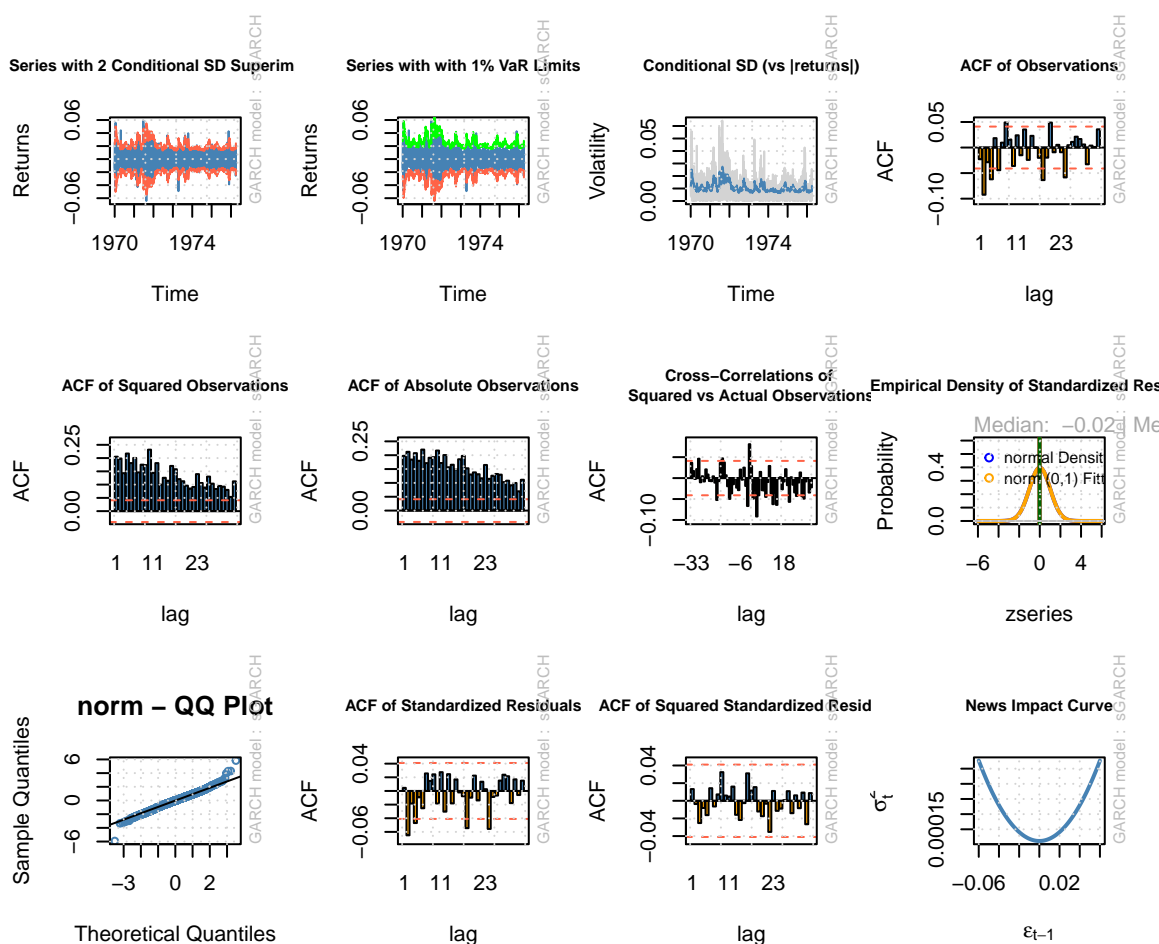 Series with 2 Conditional SD Superim
Returns
0.06
−0.06
1970 1974
Time
GARCH model : sGARCH
Series with with 1% VaR Limits
Returns
0.06
−0.06
1970 1974
Time
GARCH model : sGARCH
Conditional SD (vs |returns|)
Volatility
0.05
0.00
1970 1974
Time
GARCH model : sGARCH
ACF of Observations
ACF
0.05
−0.10
1 11 23
lag
GARCH model : sGARCH
ACF of Squared Observations
ACF
0.25
0.00
1 11 23
lag
GARCH model : sGARCH
ACF of Absolute Observations
ACF
0.25
0.00
1 11 23
lag
GARCH model : sGARCH
Cross−Correlations of
Squared vs Actual Observations
ACF
−0.10
−33 −6 18
lag
GARCH model : sGARCH
Empirical Density of Standardized Res
Median: −0.02 | Me
Probability
0.4
0.0
normal Densit
norm (0,1) Fitt
−6 0 4
zseries
norm − QQ Plot
Sample Quantiles
6
0
−6
−3 0 2
Theoretical Quantiles
GARCH model : sGARCH
ACF of Standardized Residuals
ACF
0.04
−0.06
1 11 23
lag
GARCH model : sGARCH
ACF of Squared Standardized Resid
ACF
0.04
−0.04
1 11 23
lag
GARCH model : sGARCH
News Impact Curve
0.00015
−0.06 0.02
εt−1
GARCH model : sGARCH